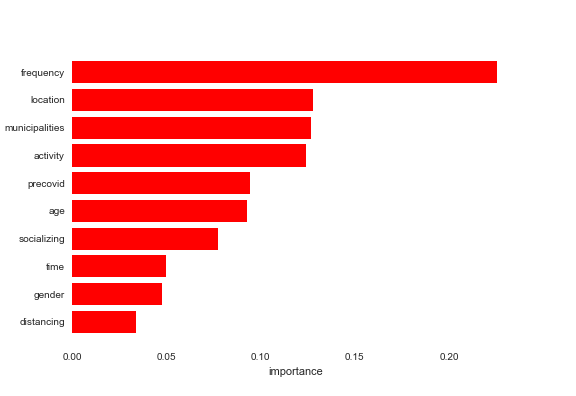 frequency
location
municipalities
activity
precovid
age
socializing
time
gender
distancing
0.00 0.05 0.10 0.15 0.20
importance